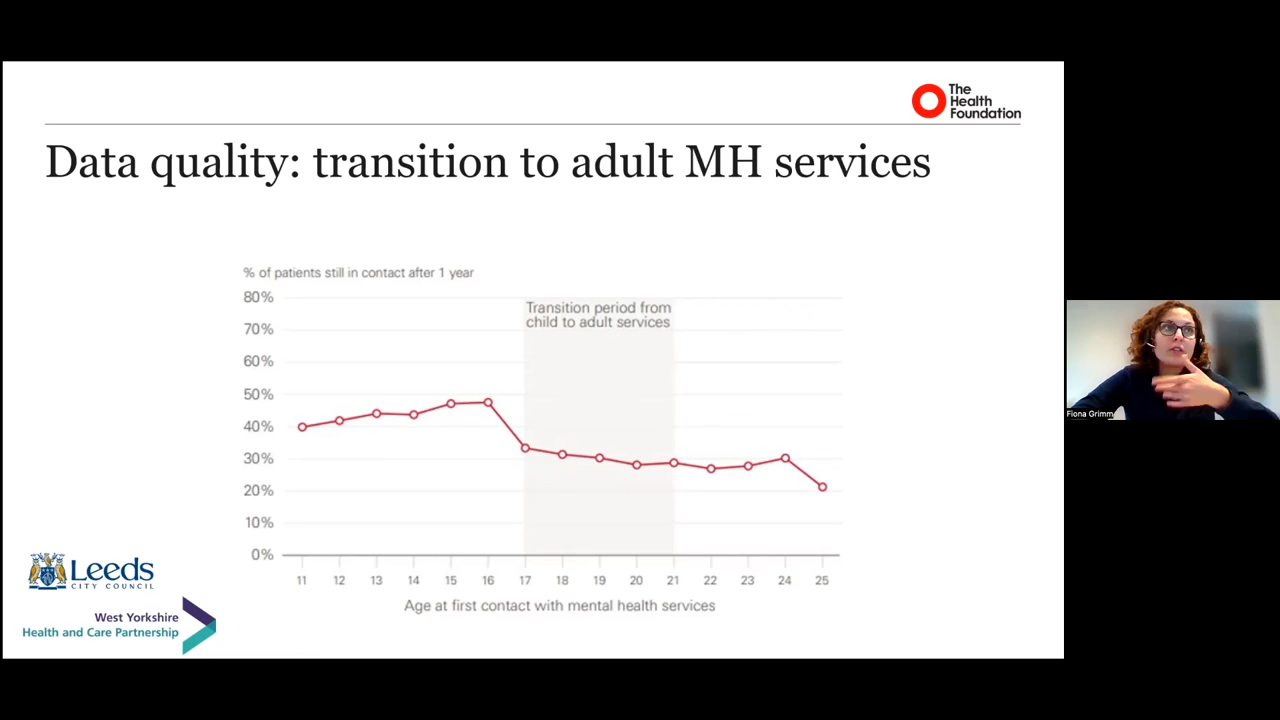 The
Health
Foundation
Data quality: transition to adult MH services
% of patients still in contact after 1 year
80%
70%
60%
50%
40%
30%
20%
10%
0%
Transition period from
child to adult services
11 12 13 14 15 16 17 18 19 20 21 22 23 24 25
Age at first contact with mental health services
Leeds
CITY COUNCIL
West Yorkshire
Health and Care Partnership
Fiona Grimm